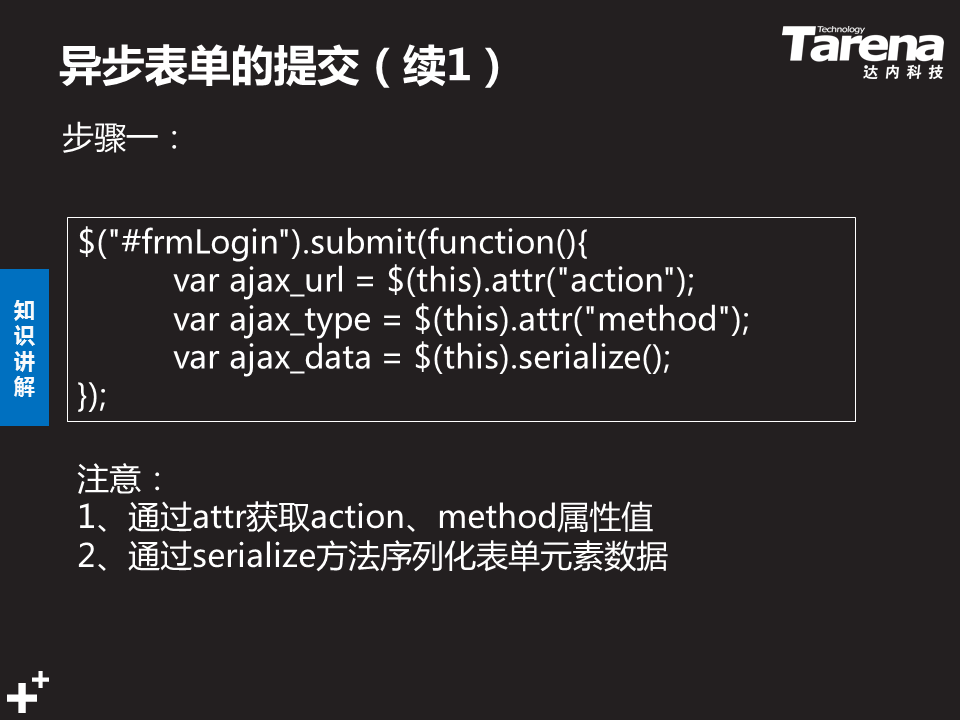 异步表单的提交（续1）
Technology
Tarena
达内科技
步骤一：
$("#frmLogin").submit(function(){
var ajax_url = $(this).attr("action");
var ajax_type = $(this).attr("method");
var ajax_data = $(this).serialize();
});
知识讲解
注意：
1、通过attr获取action、method属性值
2、通过serialize方法序列化表单元素数据